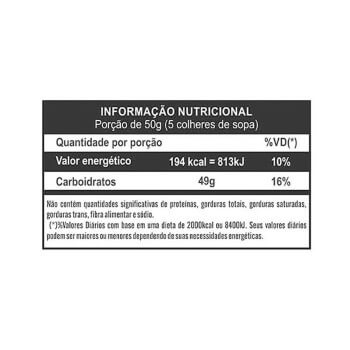 INFORMAÇÃO NUTRICIONAL
Porção de 50g (5 colheres de sopa)
Quantidade por porção %VD(*)
Valor energético 194 kcal = 813kJ 10%
Carboidratos 49g 16%
Não contém quantidades significativas de proteínas, gorduras totais, gorduras saturadas,
gorduras trans, fibra alimentar e sódio.
(*)%Valores Diários com base em uma dieta de 2000kcal ou 8400kJ. Seus valores diários
podem ser maiores ou menores dependendo de suas necessidades energéticas.